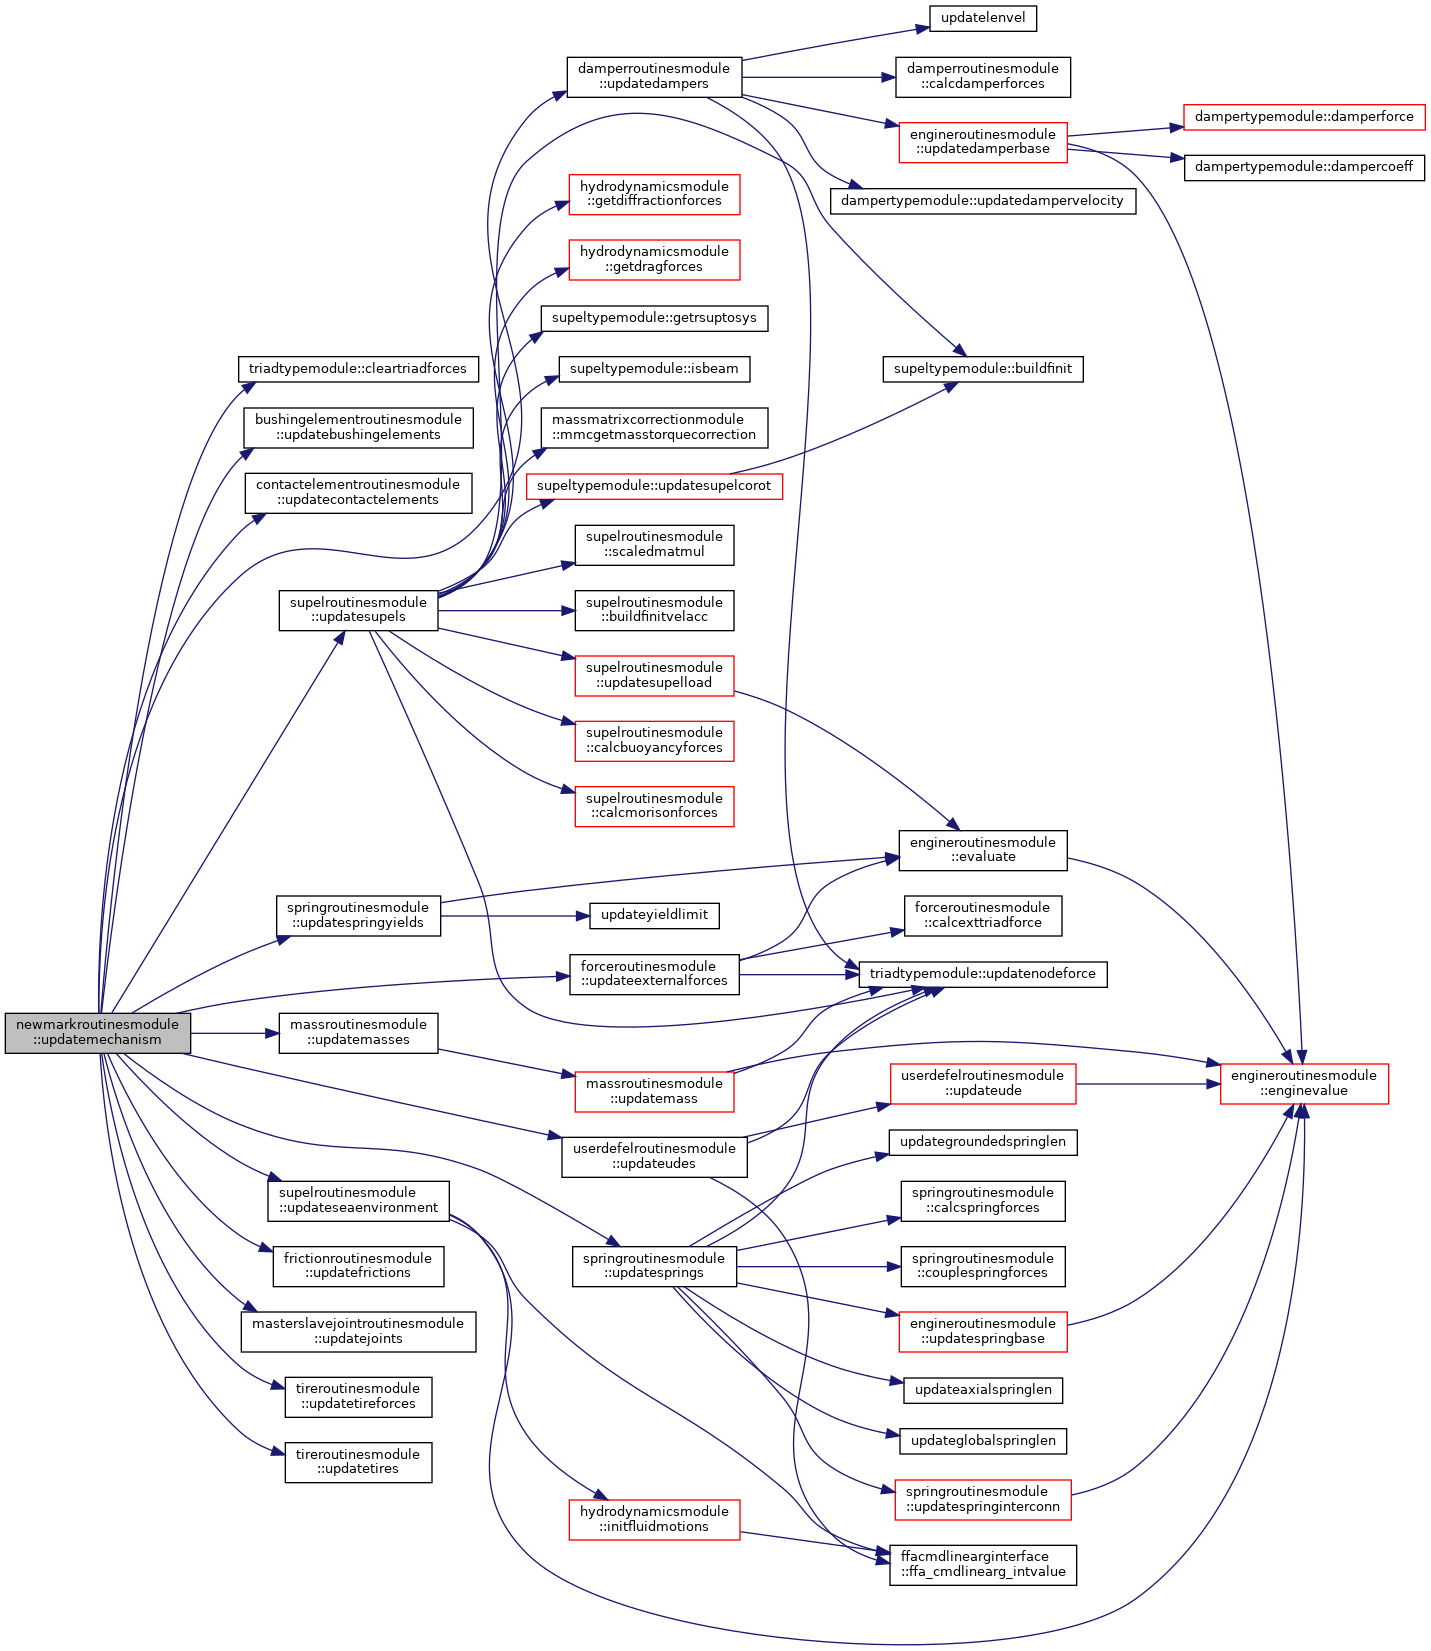 newmarkroutinesmodule
::updatemechanism
triadtypemodule::cleartriadforces
bushingelementroutinesmodule
::updatebushingelements
contactelementroutinesmodule
::updatecontactelements
supelroutinesmodule
::updatesupels
springroutinesmodule
::updatespringyields
massroutinesmodule
::updatemasses
supelroutinesmodule
::updateseaenvironment
frictionroutinesmodule
::updatefrictions
masterslavejointroutinesmodule
::updatejoints
tireroutinesmodule
::updatetireforces
tireroutinesmodule
::updatetires
damperroutinesmodule
::updatedampers
hydrodynamicsmodule
::getdiffractionforces
hydrodynamicsmodule
::getdragforces
supeltypemodule::getrsuptosys
supeltypemodule::isbeam
massmatrixcorrectionmodule
::mmcgetmasstorquecorrection
supeltypemodule::updatesupelcorot
supelroutinesmodule
::scaledmatmul
supelroutinesmodule
::buildfinitvelacc
supelroutinesmodule
::updatesupelload
supelroutinesmodule
::calcbuoyancyforces
supelroutinesmodule
::calcmorisonforces
updateyieldlimit
forceroutinesmodule
::updateexternalforces
massroutinesmodule
::updatemass
userdefelroutinesmodule
::updateudes
springroutinesmodule
::updatesprings
hydrodynamicsmodule
::initfluidmotions
updatelenvel
damperroutinesmodule
::calcdamperforces
engineroutinesmodule
::updatedamperbase
dampertypemodule::updatedampervelocity
supeltypemodule::buildfinit
engineroutinesmodule
::evaluate
forceroutinesmodule
::calcexttriadforce
triadtypemodule::updatenodeforce
userdefelroutinesmodule
::updateude
updategroundedspringlen
springroutinesmodule
::calcspringforces
springroutinesmodule
::couplespringforces
engineroutinesmodule
::updatespringbase
updateaxialspringlen
updateglobalspringlen
springroutinesmodule
::updatespringinterconn
ffacmdlinearginterface
::ffa_cmdlinearg_intvalue
dampertypemodule::damperforce
dampertypemodule::dampercoeff
engineroutinesmodule
::enginevalue